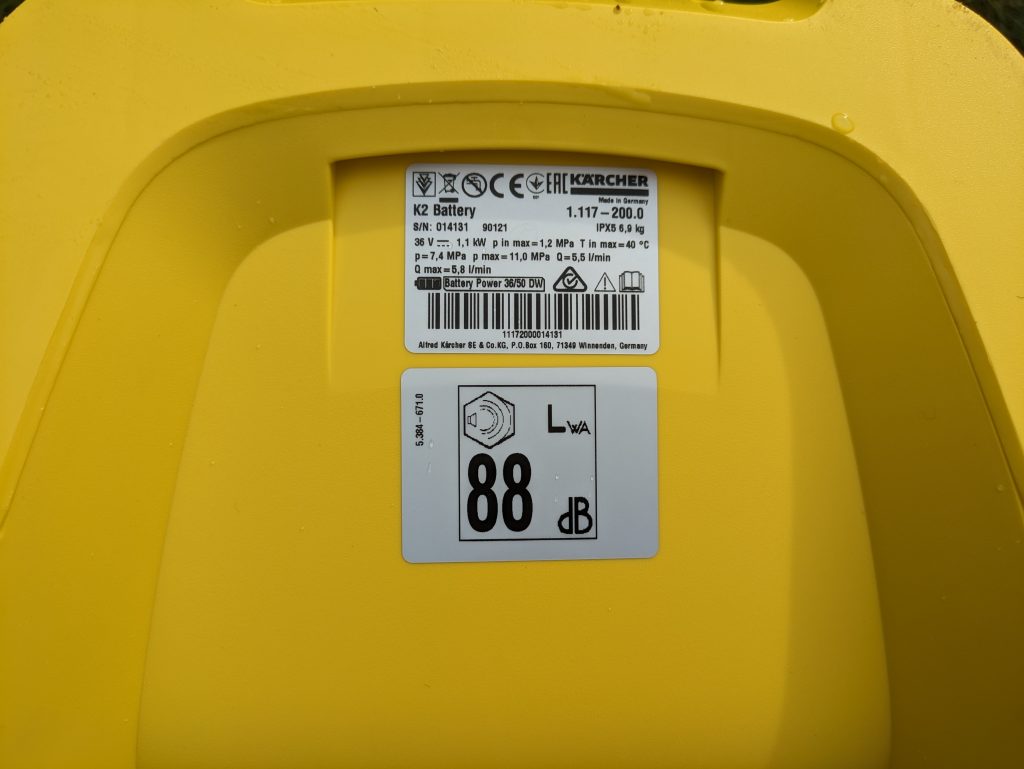 CE EAC KÄRCHER
Made in Germany
K2 Battery 1.117-200.0
S/N: 014131 90121 IPX5 6,9 kg
36 V ⎓ 1,1 kW p in max=1,2 MPa T in max=40 °C
p=7,4 MPa p max=11,0 MPa Q=5,5 l/min
Q max=5,8 l/min
Battery Power 36/50 DW
11172000014131
Alfred Kärcher SE & Co.KG, P.O.Box 160, 71349 Winnenden, Germany
5.384-671.0
LWA
88
dB